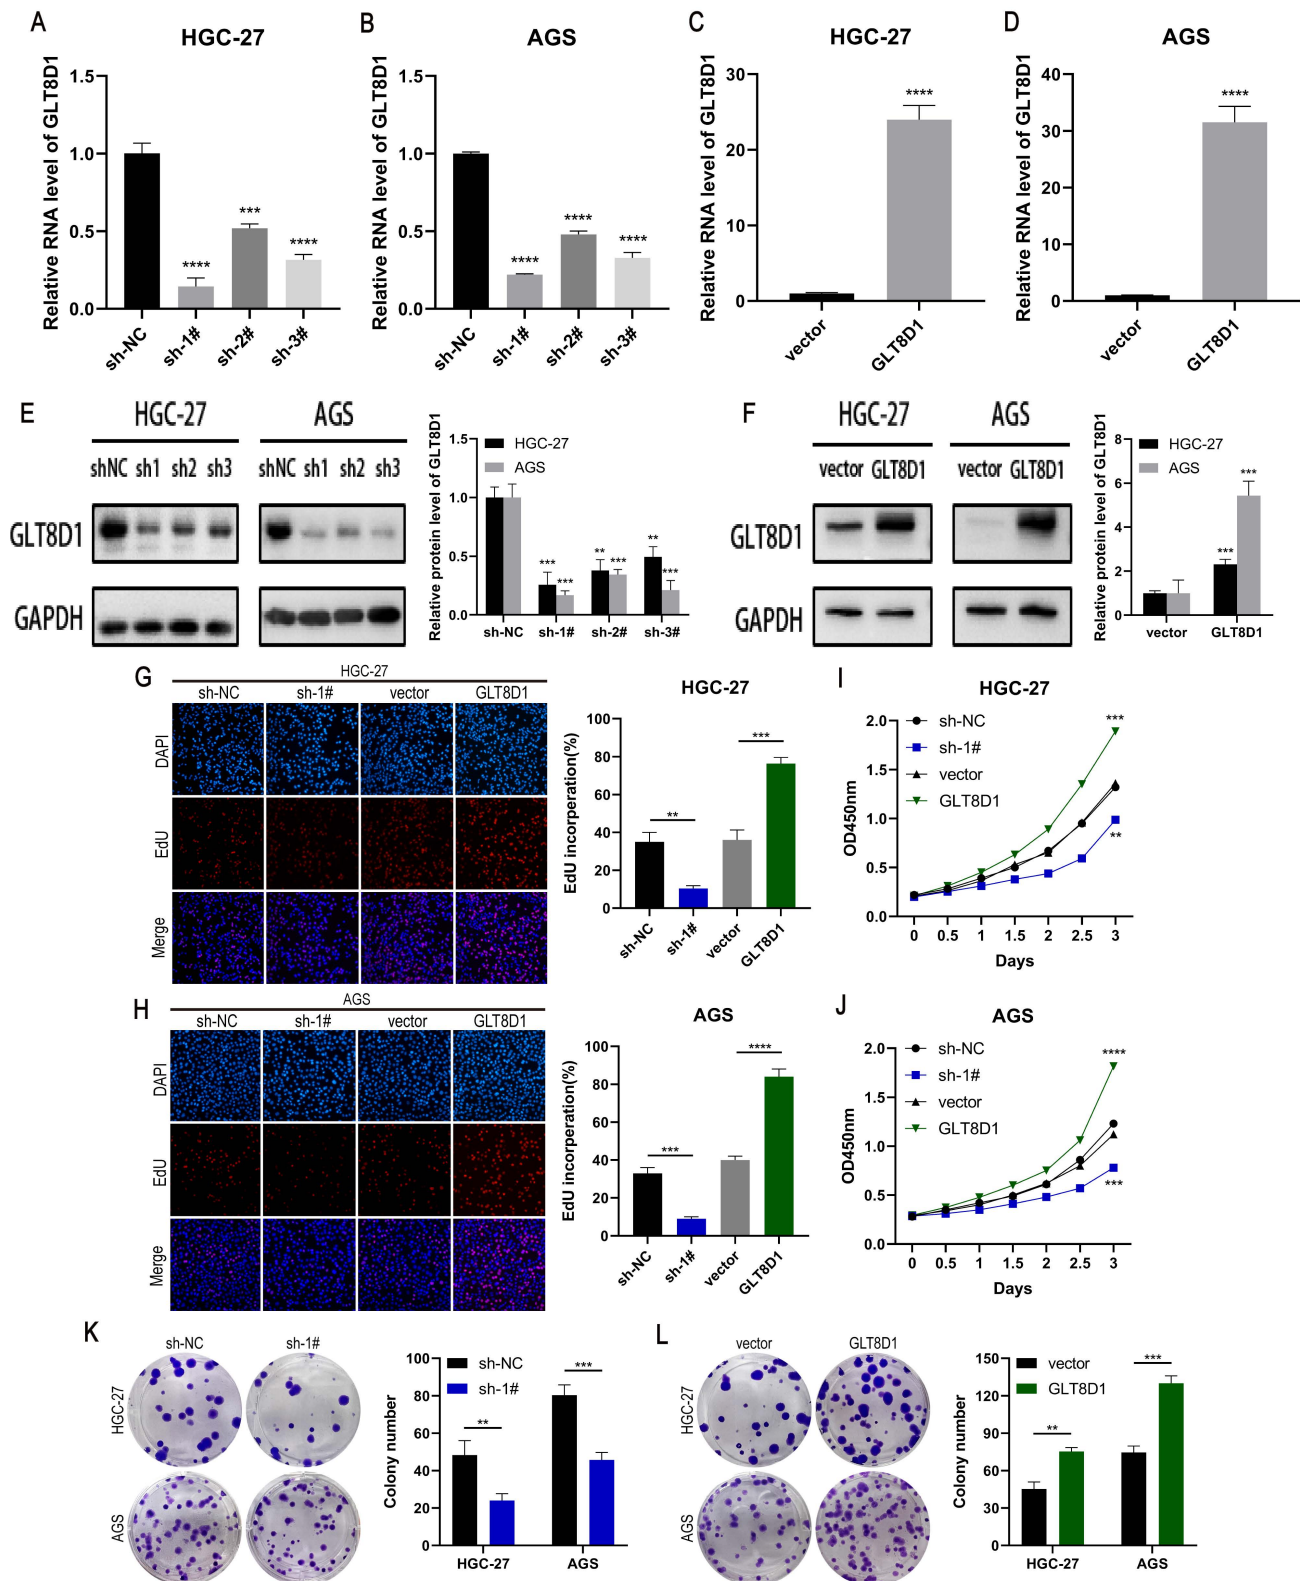 A
HGC-27
Relative RNA level of GLT8D1
1.5
1.0
0.5
0.0
****
***
****
sh-NC
sh-1#
sh-2#
sh-3#
B
AGS
Relative RNA level of GLT8D1
1.5
1.0
0.5
0.0
****
****
****
sh-NC
sh-1#
sh-2#
sh-3#
C
HGC-27
Relative RNA level of GLT8D1
30
20
10
0
****
vector
GLT8D1
D
AGS
Relative RNA level of GLT8D1
40
30
20
10
0
****
vector
GLT8D1
E
HGC-27
AGS
shNC sh1 sh2 sh3
shNC sh1 sh2 sh3
GLT8D1
GAPDH
Relative protein level of GLT8D1
1.5
1.0
0.5
0.0
HGC-27
AGS
***
***
**
***
**
***
sh-NC
sh-1#
sh-2#
sh-3#
F
HGC-27
AGS
vector GLT8D1
vector GLT8D1
GLT8D1
GAPDH
Relative protein level of GLT8D1
8
6
4
2
0
HGC-27
AGS
***
***
vector
GLT8D1
G
HGC-27
sh-NC
sh-1#
vector
GLT8D1
DAPI
EdU
Merge
HGC-27
EdU incorperation(%)
100
80
60
40
20
0
**
***
sh-NC
sh-1#
vector
GLT8D1
I
HGC-27
OD450nm
2.0
1.5
1.0
0.5
0.0
sh-NC
sh-1#
vector
GLT8D1
***
**
0 0.5 1 1.5 2 2.5 3
Days
H
AGS
sh-NC
sh-1#
vector
GLT8D1
DAPI
EdU
Merge
AGS
EdU incorperation(%)
100
80
60
40
20
0
***
****
sh-NC
sh-1#
vector
GLT8D1
J
AGS
OD450nm
2.0
1.5
1.0
0.5
0.0
sh-NC
sh-1#
vector
GLT8D1
****
***
0 0.5 1 1.5 2 2.5 3
Days
K
sh-NC
sh-1#
HGC-27
AGS
Colony number
100
80
60
40
20
0
sh-NC
sh-1#
**
***
HGC-27
AGS
L
vector
GLT8D1
HGC-27
AGS
Colony number
150
120
90
60
30
0
vector
GLT8D1
**
***
HGC-27
AGS